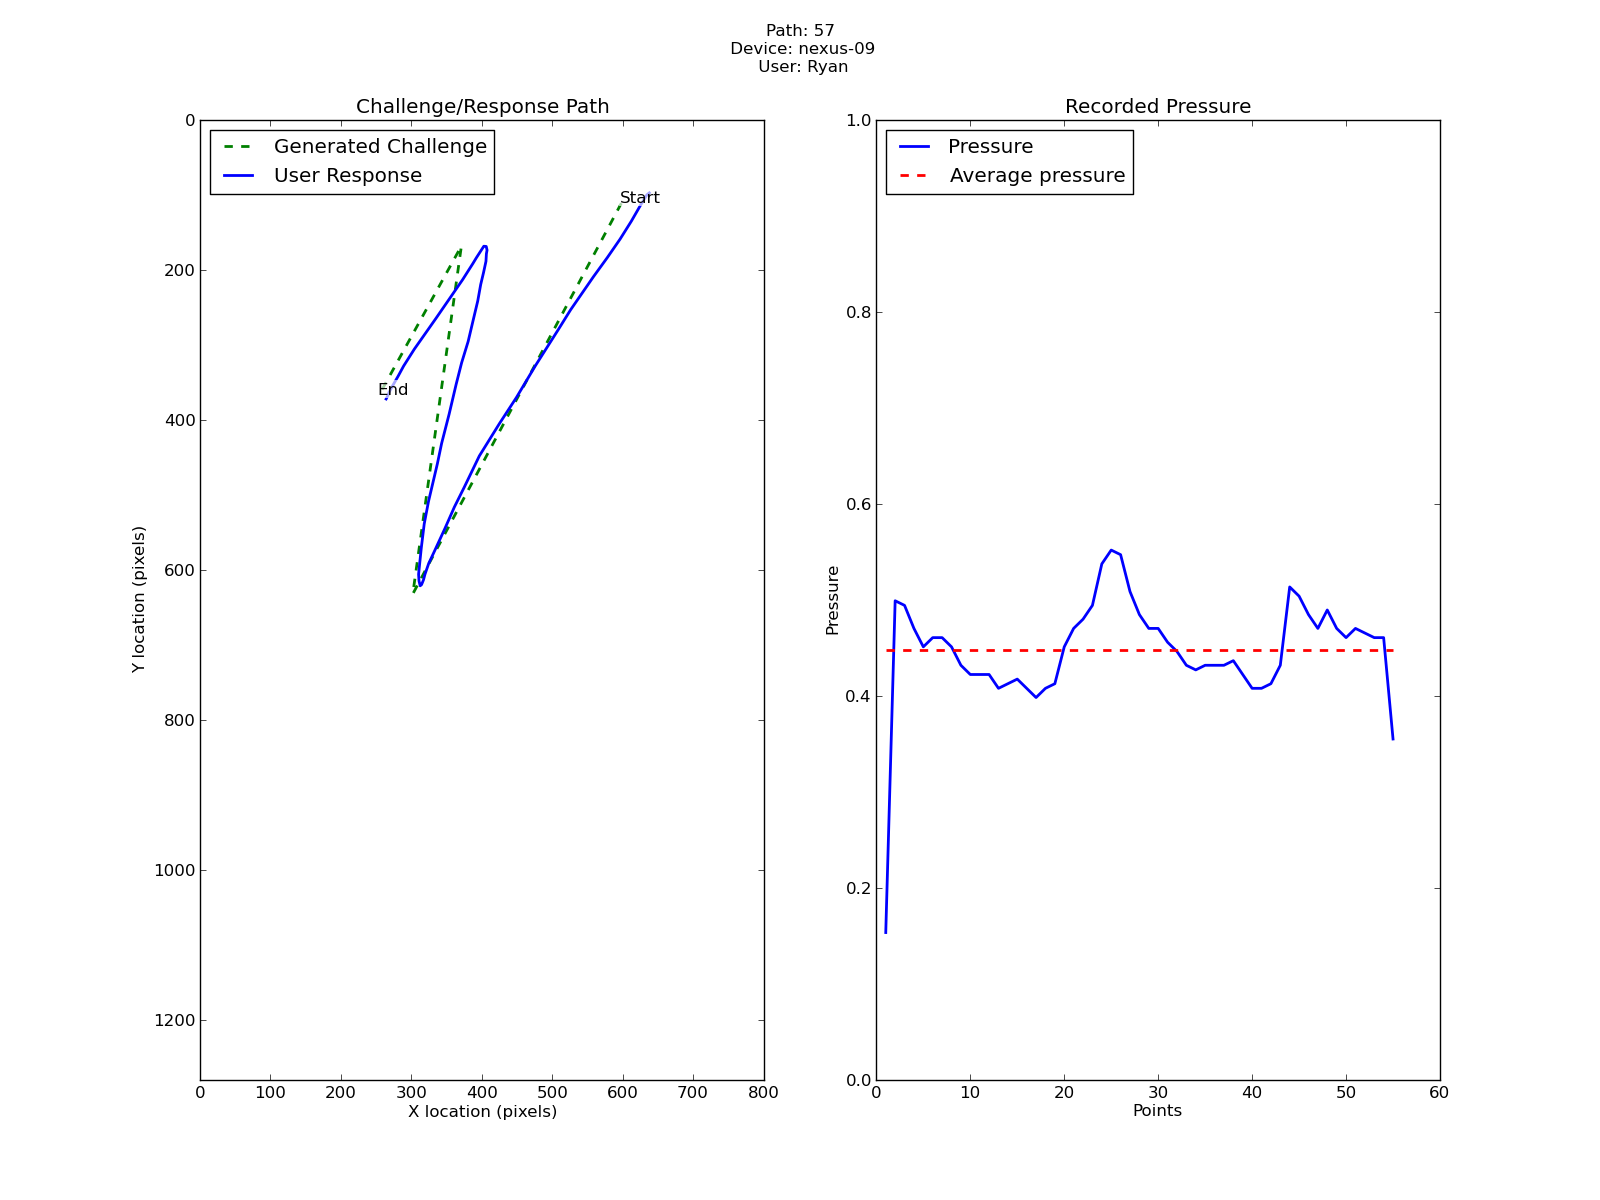 Path: 57
Device: nexus-09
User: Ryan
Challenge/Response Path
Generated Challenge
User Response
Start
End
0
200
400
600
800
1000
1200
Y location (pixels)
0 100 200 300 400 500 600 700 800
X location (pixels)
Recorded Pressure
Pressure
Average pressure
1.0
0.8
0.6
0.4
0.2
0.0
Pressure
0 10 20 30 40 50 60
Points